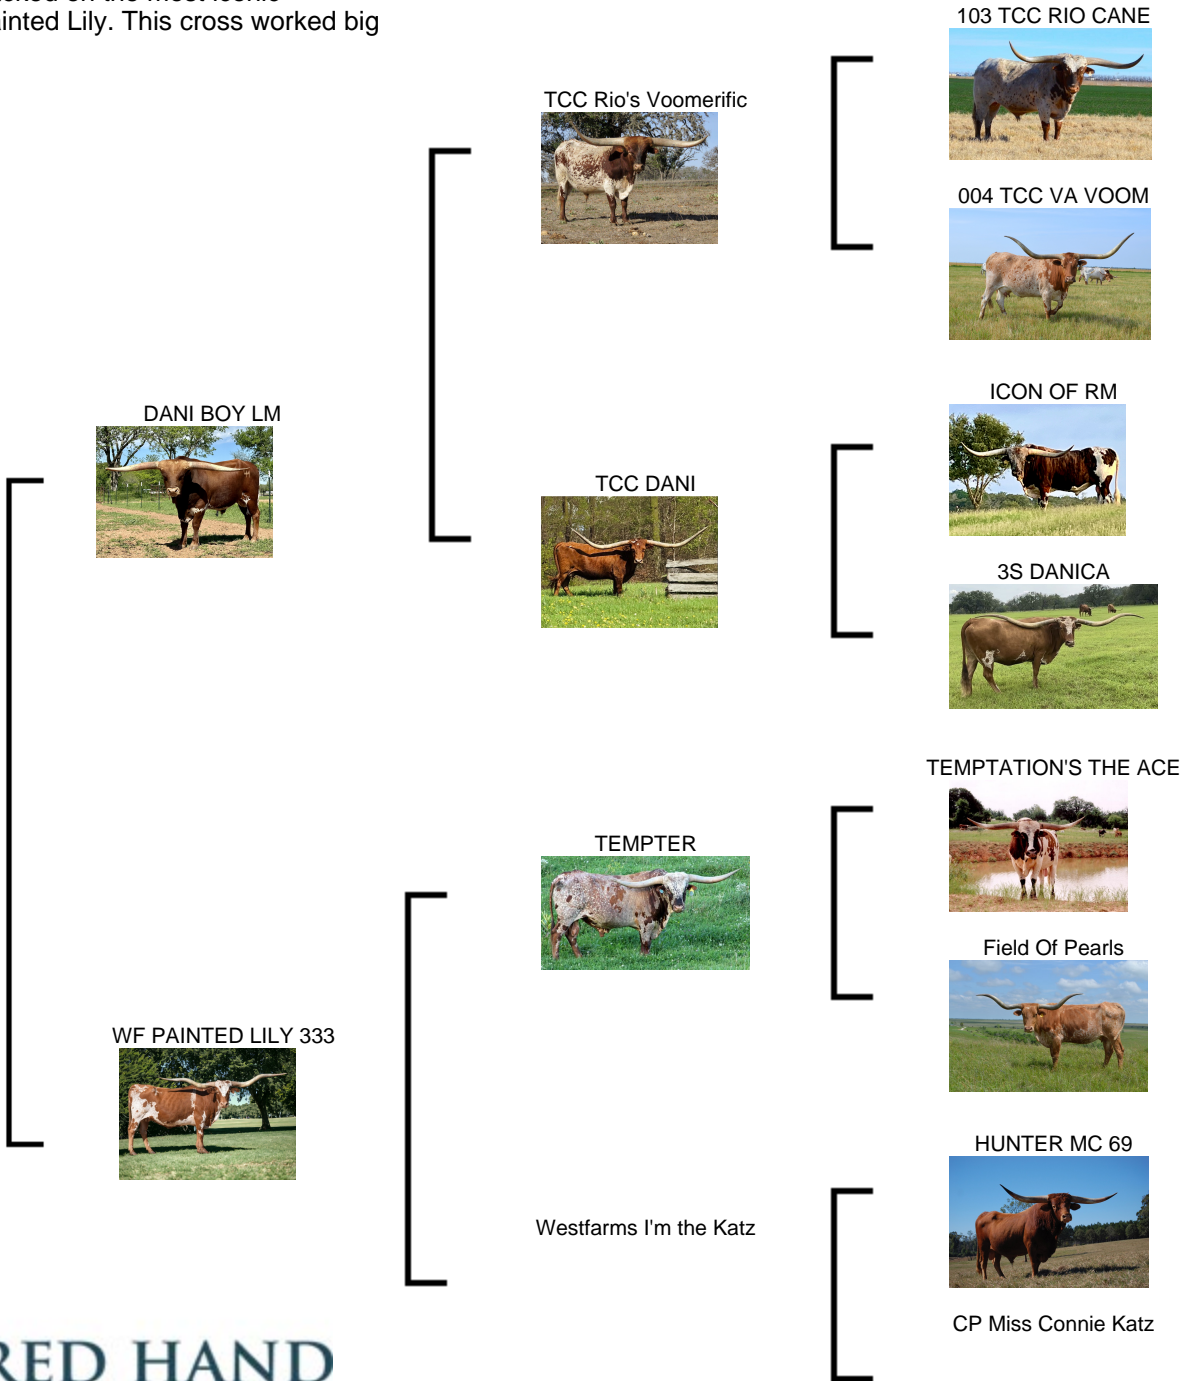 ainted Lily. This cross worked big
103 TCC RIO CANE
TCC Rio's Voomerific
004 TCC VA VOOM
DANI BOY LM
ICON OF RM
TCC DANI
3S DANICA
TEMPTATION'S THE ACE
TEMPTER
Field Of Pearls
WF PAINTED LILY 333
HUNTER MC 69
Westfarms I'm the Katz
CP Miss Connie Katz
RED HAND